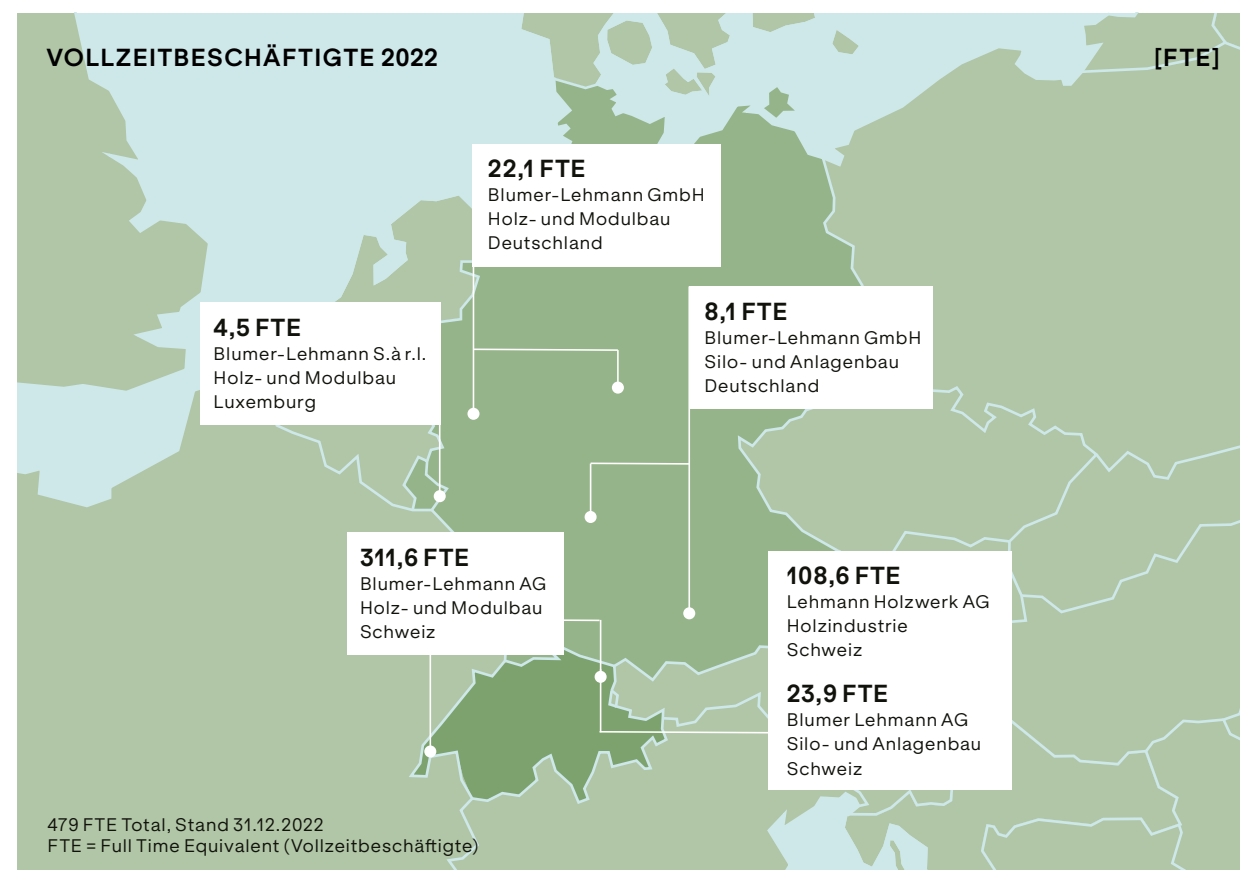 VOLLZEITBESCHÄFTIGTE 2022
[FTE]
22,1 FTE
Blumer-Lehmann GmbH
Holz- und Modulbau
Deutschland
8,1 FTE
Blumer-Lehmann GmbH
Silo- und Anlagenbau
Deutschland
4,5 FTE
Blumer-Lehmann S.à r.l.
Holz- und Modulbau
Luxemburg
311,6 FTE
Blumer-Lehmann AG
Holz- und Modulbau
Schweiz
108,6 FTE
Lehmann Holzwerk AG
Holzindustrie
Schweiz
23,9 FTE
Blumer Lehmann AG
Silo- und Anlagenbau
Schweiz
479 FTE Total, Stand 31.12.2022
FTE = Full Time Equivalent (Vollzeitbeschäftigte)